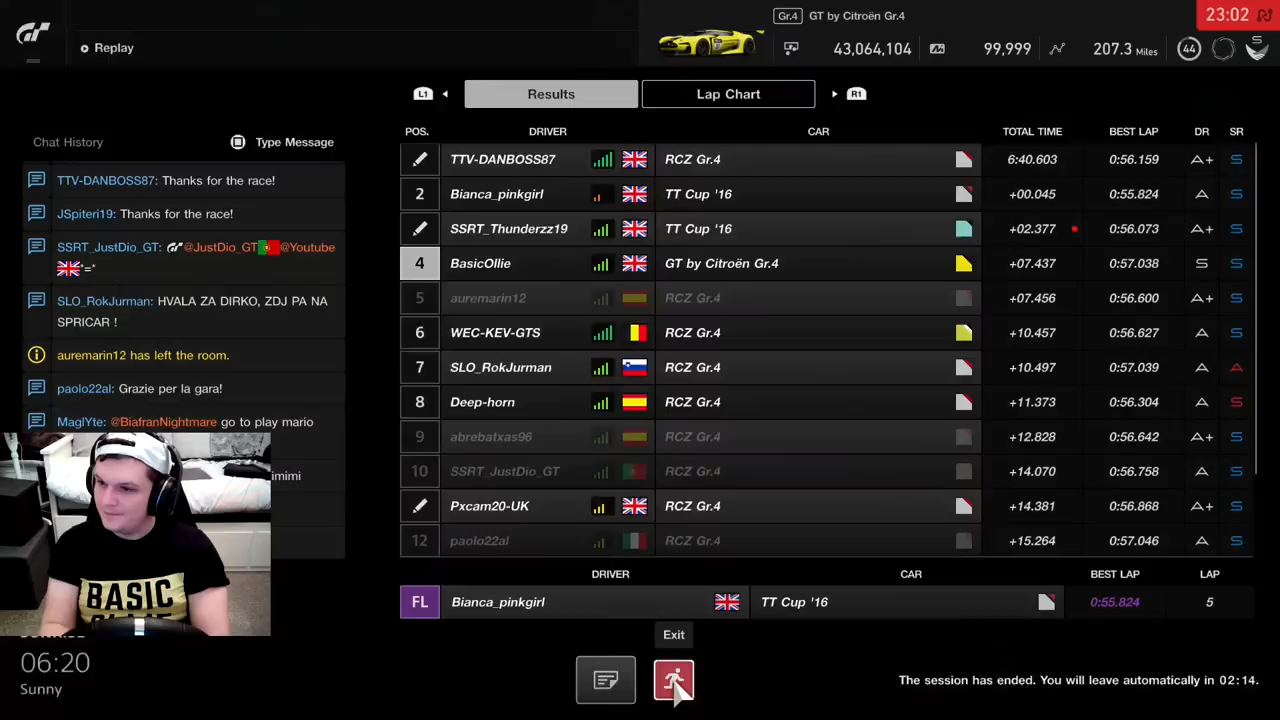 Replay
Gr.4 GT by Citroën Gr.4
43,064,104 99,999 207.3 Miles 44 S
23:02
L1 Results Lap Chart R1
Chat History Type Message
TTV-DANBOSS87: Thanks for the race!
JSpiteri19: Thanks for the race!
SSRT_JustDio_GT: @JustDio_GT @Youtube
*=*
SLO_RokJurman: HVALA ZA DIRKO, ZDJ PA NA
SPRICAR !
auremarin12 has left the room.
paolo22al: Grazie per la gara!
MaglYte: @BiafranNightmare go to play mario
imimi
POS. DRIVER CAR TOTAL TIME BEST LAP DR SR
TTV-DANBOSS87 RCZ Gr.4 6:40.603 0:56.159 A+ S
2 Bianca_pinkgirl TT Cup '16 +00.045 0:55.824 A S
SSRT_Thunderzz19 TT Cup '16 +02.377 0:56.073 A+ S
4 BasicOllie GT by Citroën Gr.4 +07.437 0:57.038 S S
5 auremarin12 RCZ Gr.4 +07.456 0:56.600 A+ S
6 WEC-KEV-GTS RCZ Gr.4 +10.457 0:56.627 A S
7 SLO_RokJurman RCZ Gr.4 +10.497 0:57.039 A A
8 Deep-horn RCZ Gr.4 +11.373 0:56.304 A S
9 abrebatxas96 RCZ Gr.4 +12.828 0:56.642 A+ S
10 SSRT_JustDio_GT RCZ Gr.4 +14.070 0:56.758 A S
Pxcam20-UK RCZ Gr.4 +14.381 0:56.868 A+ S
12 paolo22al RCZ Gr.4 +15.264 0:57.046 A S
DRIVER CAR BEST LAP LAP
FL Bianca_pinkgirl TT Cup '16 0:55.824 5
Exit
BASIC
06:20
Sunny
The session has ended. You will leave automatically in 02:14.